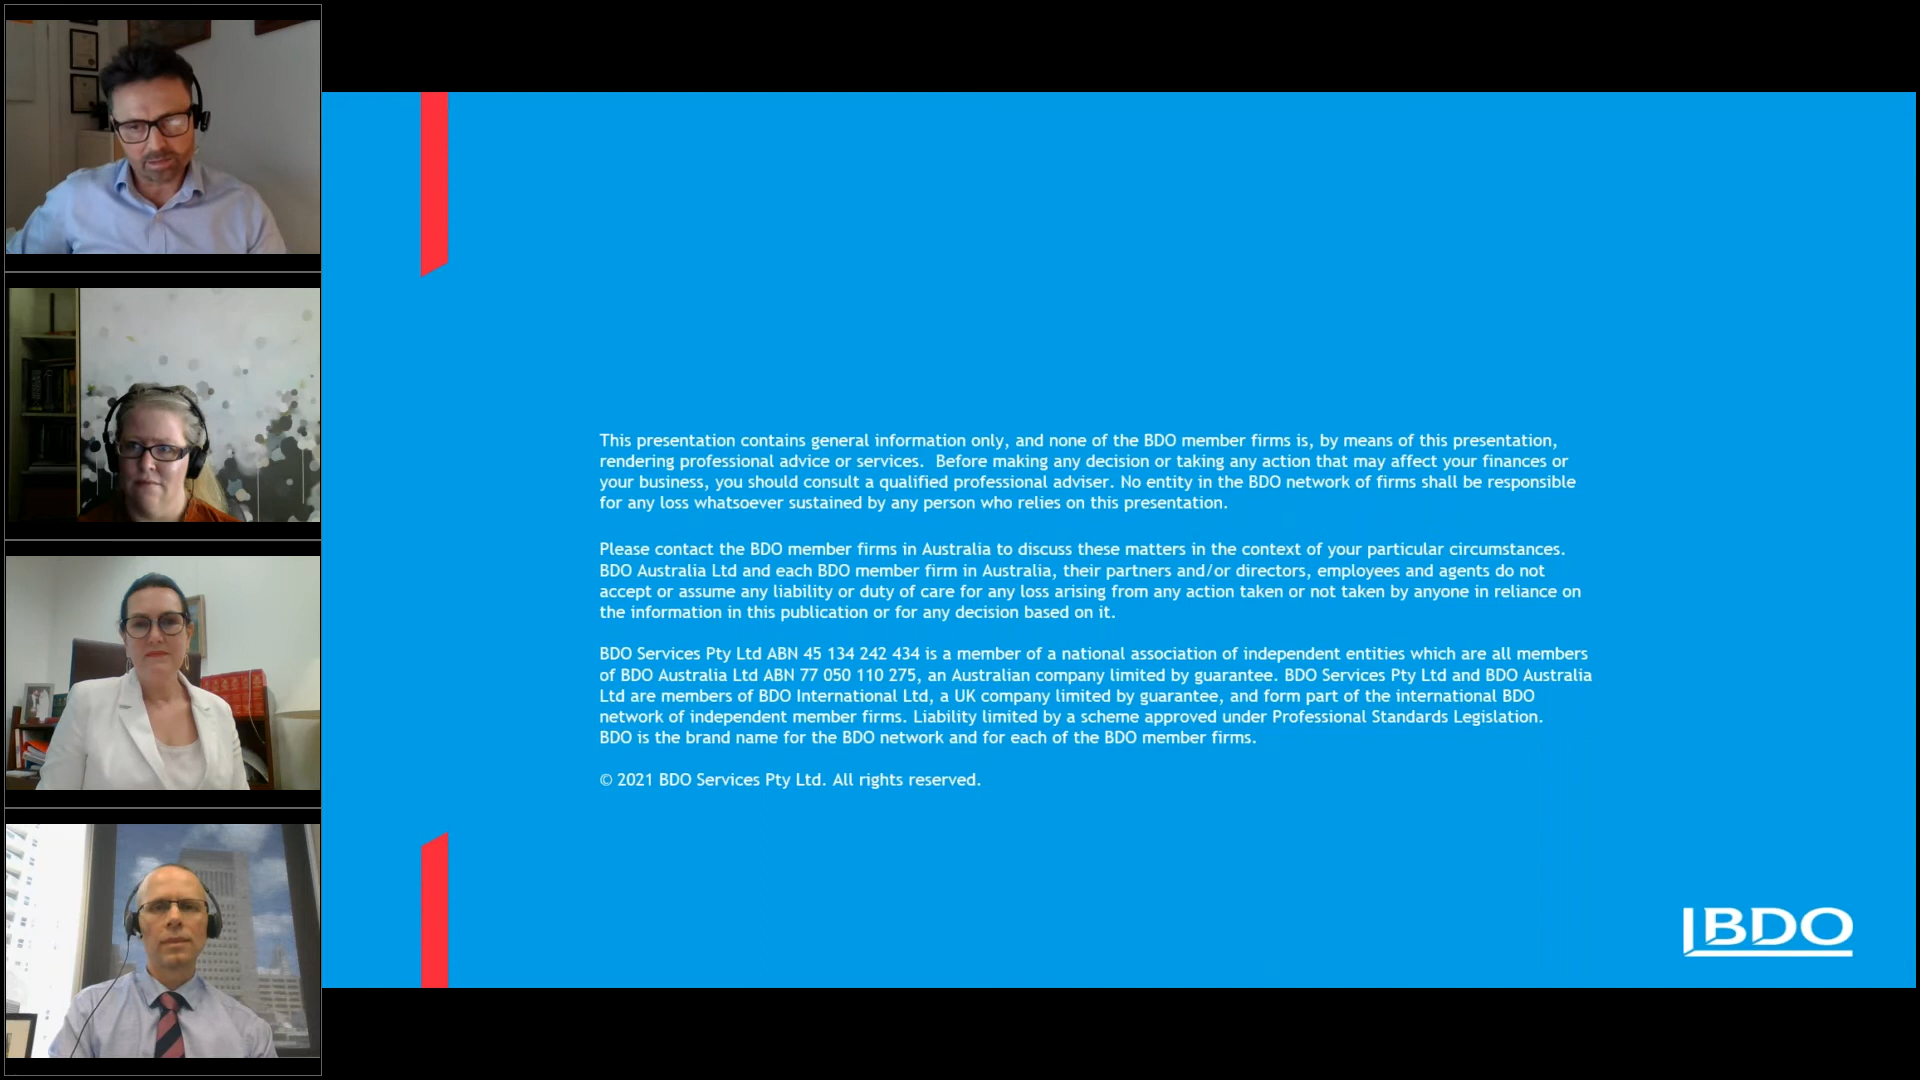 This presentation contains general information only, and none of the BDO member firms is, by means of this presentation,
rendering professional advice or services.  Before making any decision or taking any action that may affect your finances or
your business, you should consult a qualified professional adviser. No entity in the BDO network of firms shall be responsible
for any loss whatsoever sustained by any person who relies on this presentation.
Please contact the BDO member firms in Australia to discuss these matters in the context of your particular circumstances.
BDO Australia Ltd and each BDO member firm in Australia, their partners and/or directors, employees and agents do not
accept or assume any liability or duty of care for any loss arising from any action taken or not taken by anyone in reliance on
the information in this publication or for any decision based on it.
BDO Services Pty Ltd ABN 45 134 242 434 is a member of a national association of independent entities which are all members
of BDO Australia Ltd ABN 77 050 110 275, an Australian company limited by guarantee. BDO Services Pty Ltd and BDO Australia
Ltd are members of BDO International Ltd, a UK company limited by guarantee, and form part of the international BDO
network of independent member firms. Liability limited by a scheme approved under Professional Standards Legislation.
BDO is the brand name for the BDO network and for each of the BDO member firms.
© 2021 BDO Services Pty Ltd. All rights reserved.
BDO